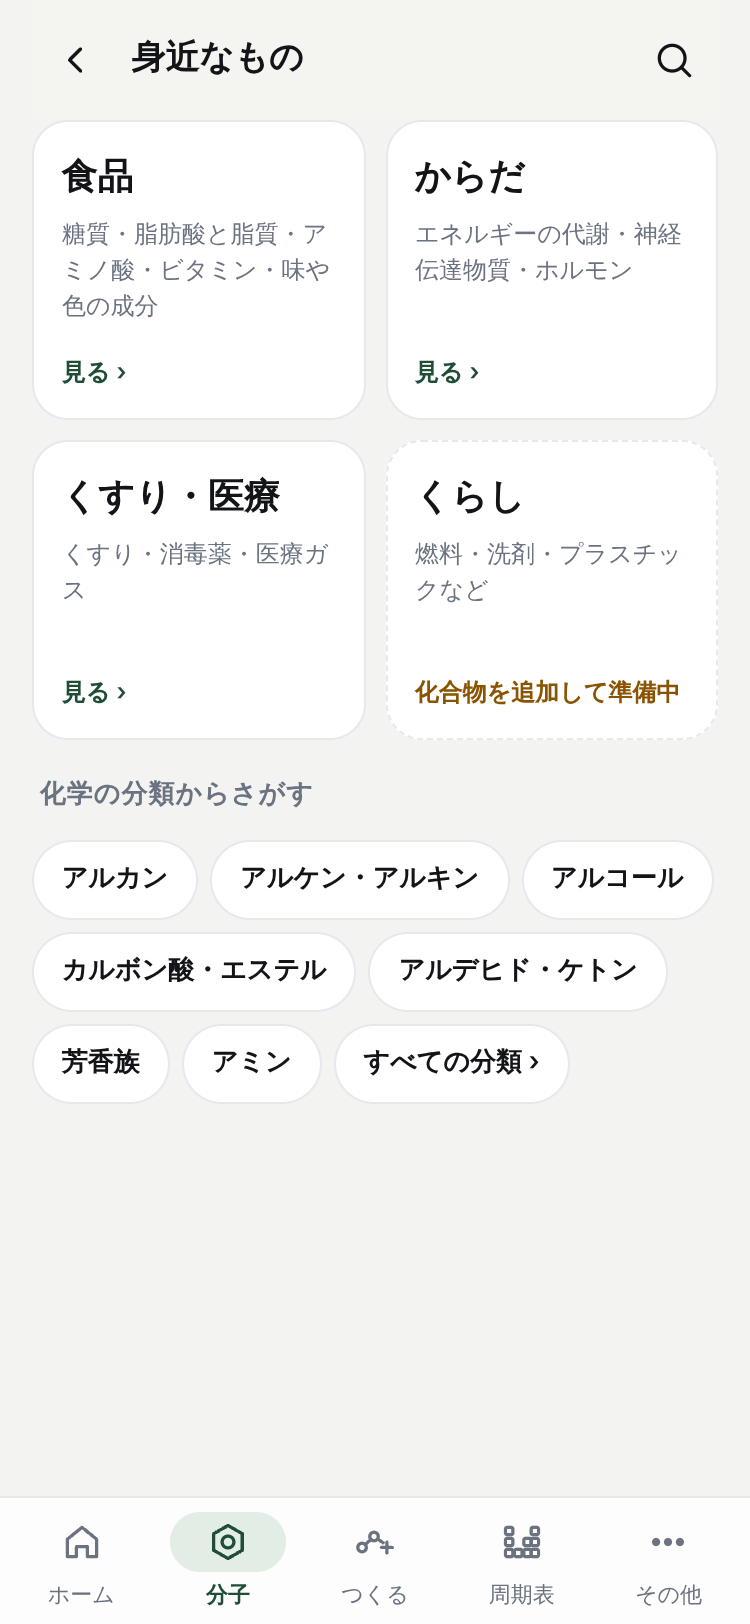 身近なもの
食品
糖質・脂肪酸と脂質・ア
ミノ酸・ビタミン・味や
色の成分
見る ›
からだ
エネルギーの代謝・神経
伝達物質・ホルモン
見る ›
くすり・医療
くすり・消毒薬・医療ガ
ス
見る ›
くらし
燃料・洗剤・プラスチッ
クなど
化合物を追加して準備中
化学の分類からさがす
アルカン
アルケン・アルキン
アルコール
カルボン酸・エステル
アルデヒド・ケトン
芳香族
アミン
すべての分類 ›
ホーム
分子
つくる
周期表
その他